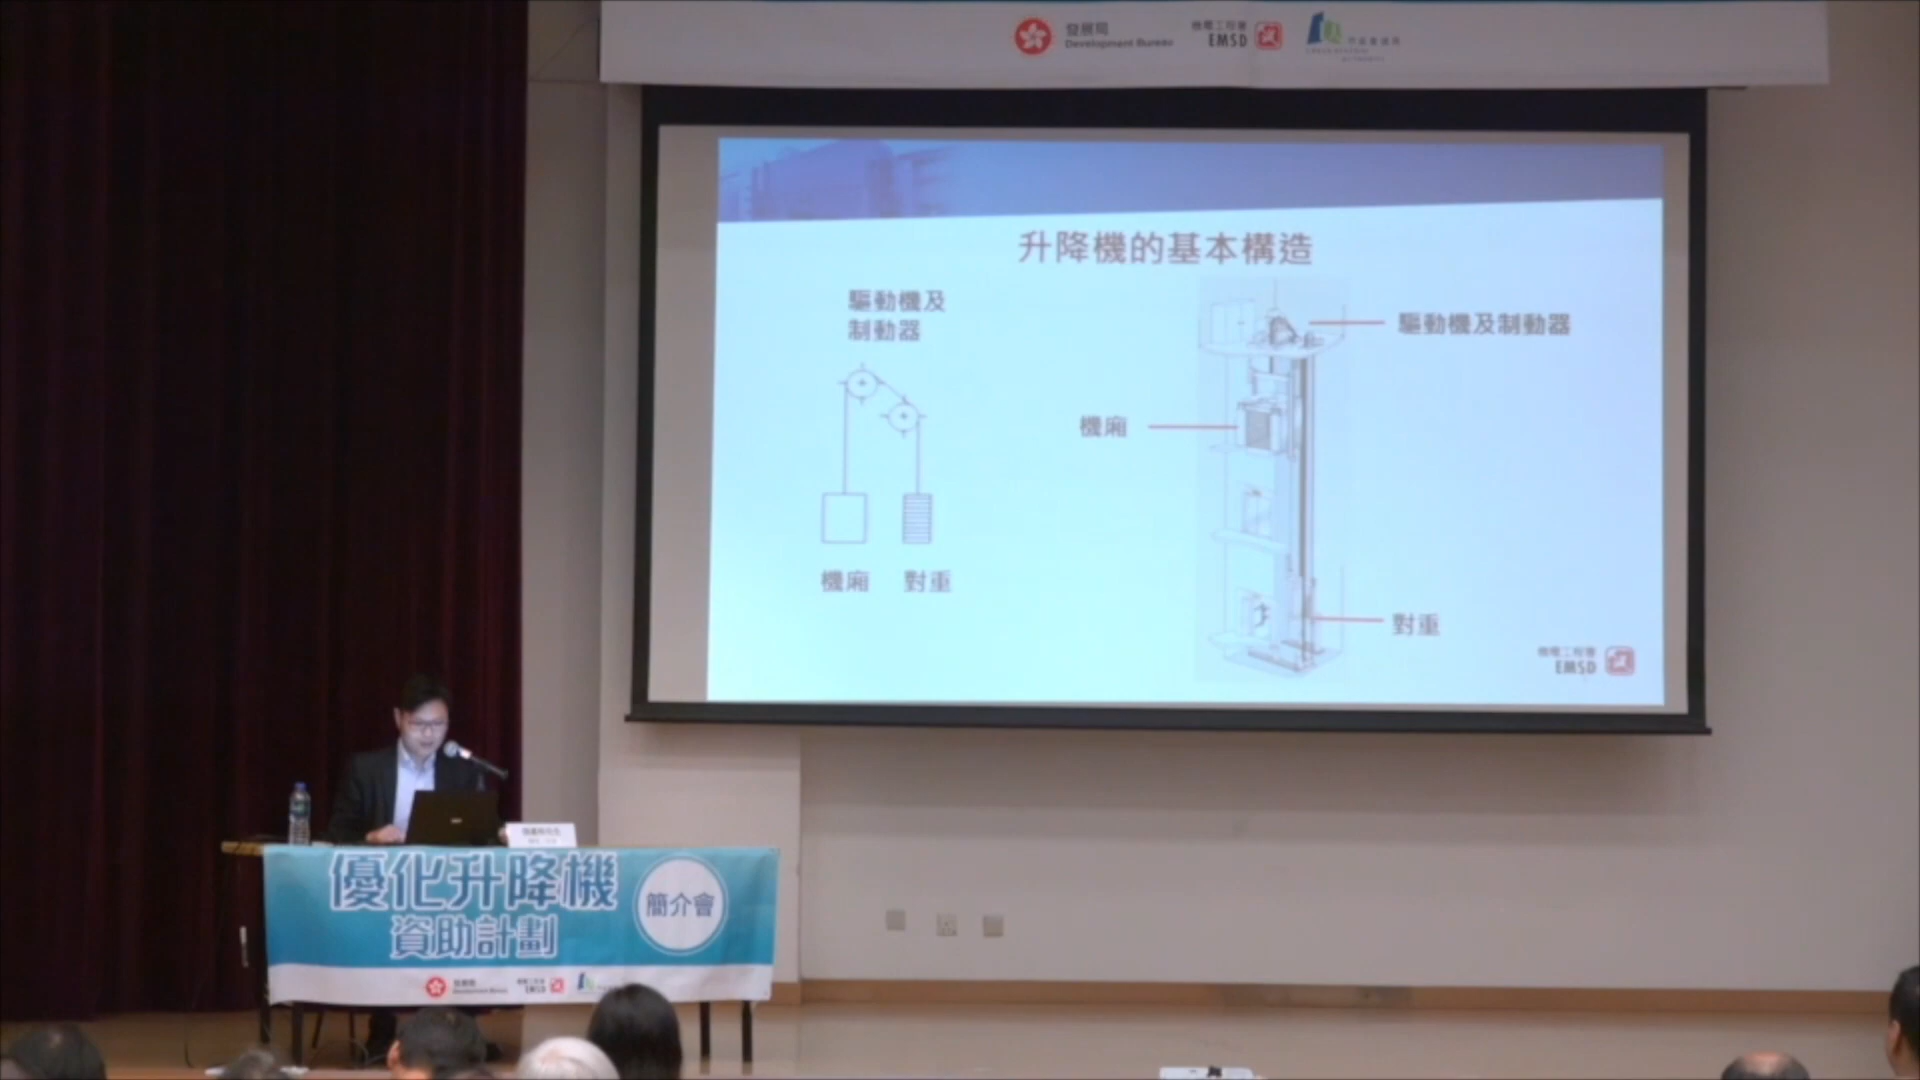 發展局
Development Bureau
機電工程署
EMSD
升降機的基本構造
驅動機及
制動器
驅動機及制動器
機廂
機廂
對重
對重
機電工程署
EMSD
優化升降機
資助計劃
簡介會
發展局
Development Bureau
機電工程署
EMSD